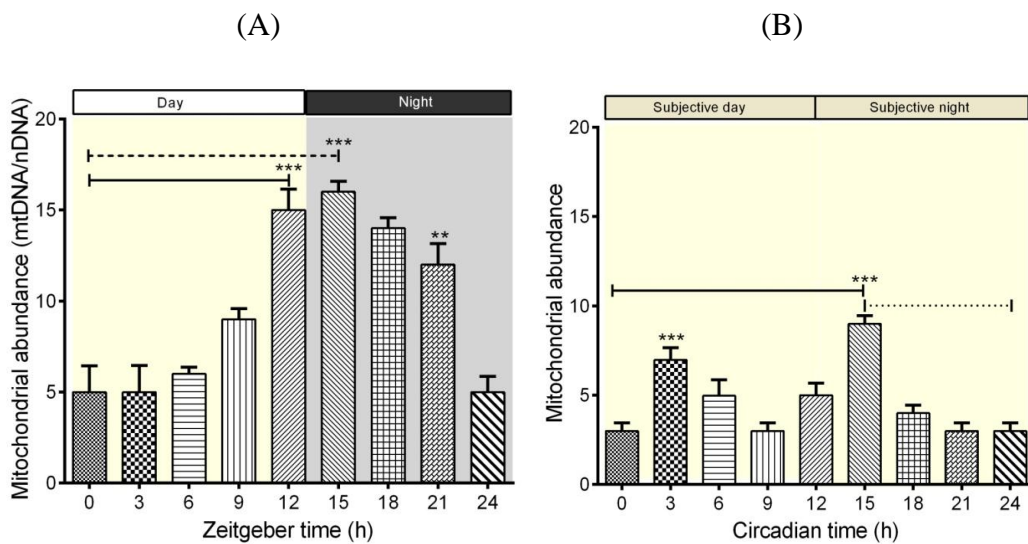 (A)
(B)
Day Night
Mitochondrial abundance (mtDNA/nDNA)
20
15
10
5
0
***
***
**
0 3 6 9 12 15 18 21 24
Zeitgeber time (h)
Subjective day Subjective night
Mitochondrial abundance
20
15
10
5
0
***
***
0 3 6 9 12 15 18 21 24
Circadian time (h)